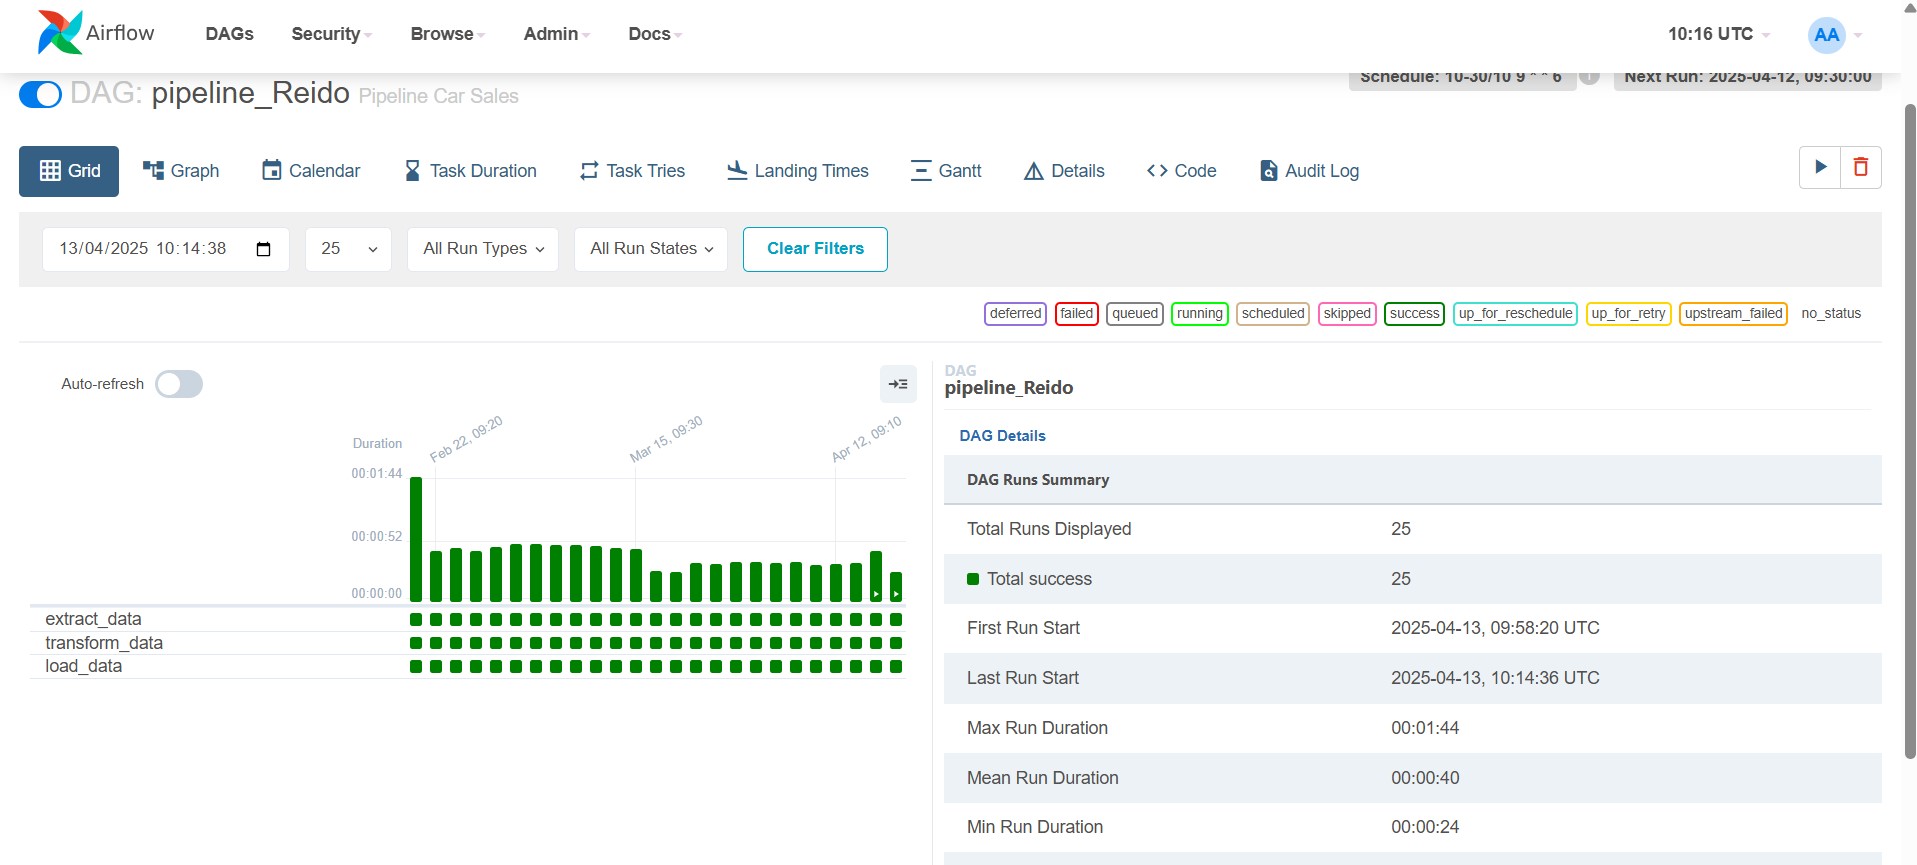 Airflow DAGs Security Browse Admin Docs 10:16 UTC AA
Schedule: 10-30/10 9 * * 6 i Next Run: 2025-04-12, 09:30:00
DAG: pipeline_Reido Pipeline Car Sales
Grid Graph Calendar Task Duration Task Tries Landing Times Gantt Details Code Audit Log
13/04/2025 10:14:38 25 All Run Types All Run States Clear Filters
deferred failed queued running scheduled skipped success up_for_reschedule up_for_retry upstream_failed no_status
Auto-refresh
Duration
Feb 22, 09:20 Mar 15, 09:30 Apr 12, 09:10
00:01:44
00:00:52
00:00:00
extract_data
transform_data
load_data
DAG
pipeline_Reido
DAG Details
DAG Runs Summary
Total Runs Displayed 25
Total success 25
First Run Start 2025-04-13, 09:58:20 UTC
Last Run Start 2025-04-13, 10:14:36 UTC
Max Run Duration 00:01:44
Mean Run Duration 00:00:40
Min Run Duration 00:00:24